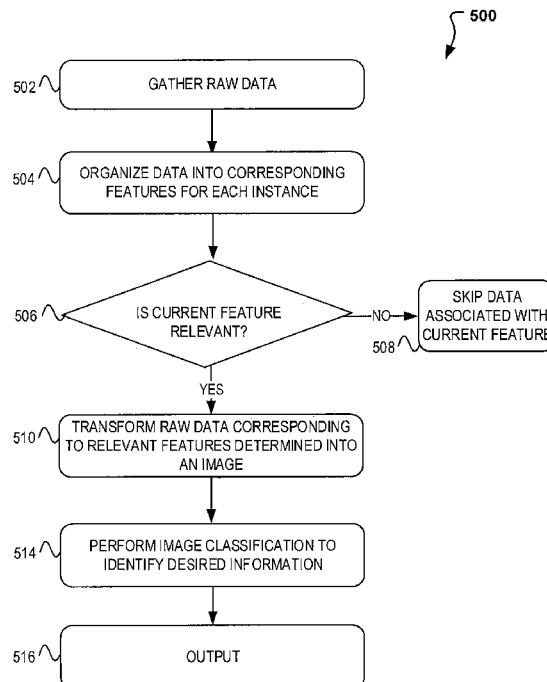 500
502
GATHER RAW DATA
504
ORGANIZE DATA INTO CORRESPONDING
FEATURES FOR EACH INSTANCE
506
IS CURRENT FEATURE
RELEVANT?
NO
SKIP DATA
ASSOCIATED WITH
CURRENT FEATURE
508
YES
510
TRANSFORM RAW DATA CORRESPONDING
TO RELEVANT FEATURES DETERMINED INTO
AN IMAGE
514
PERFORM IMAGE CLASSIFICATION TO
IDENTIFY DESIRED INFORMATION
516
OUTPUT